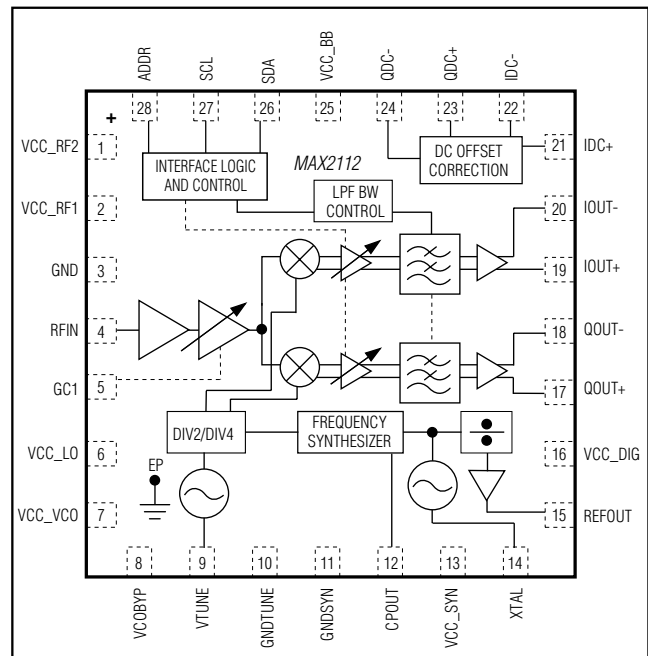 ADDR
SCL
SDA
VCC_BB
QDC-
QDC+
IDC-
28
27
26
25
24
23
22
+
VCC_RF2
1
INTERFACE LOGIC
AND CONTROL
MAX2112
DC OFFSET
CORRECTION
21
IDC+
LPF BW
CONTROL
VCC_RF1
2
20
IOUT-
GND
3
19
IOUT+
RFIN
4
18
QOUT-
GC1
5
17
QOUT+
VCC_LO
6
DIV2/DIV4
FREQUENCY
SYNTHESIZER
16
VCC_DIG
EP
VCC_VCO
7
15
REFOUT
8
9
10
11
12
13
14
VCOBYP
VTUNE
GNDTUNE
GNDSYN
CPOUT
VCC_SYN
XTAL